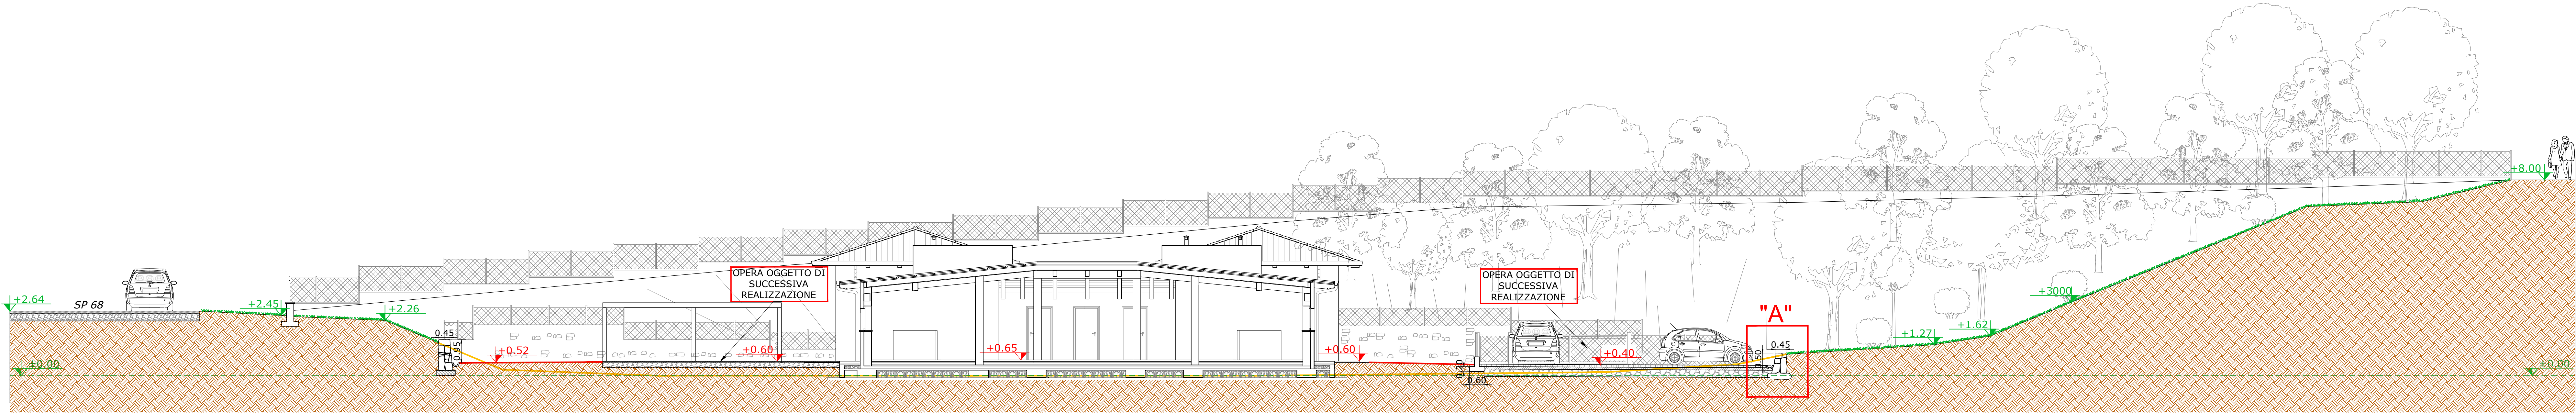 +8.00
OPERA OGGETTO DI
SUCCESSIVA
REALIZZAZIONE
OPERA OGGETTO DI
SUCCESSIVA
REALIZZAZIONE
+2.64
SP 68
+2.45
+2.26
+3000
"A"
0.45
0.95
+0.52
+0.60
+0.65
+0.60
+0.40
0.50
0.45
+1.27
+1.62
+0.00
0.20
0.60
+0.00